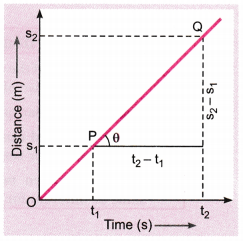 s₂
Q
Distance (m)
s₂ – s₁
P
θ
s₁
t₂ – t₁
O
t₁
t₂
Time (s)